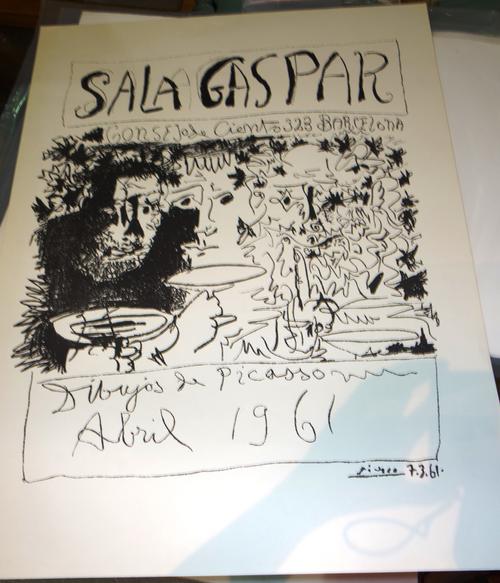 SALA GASPAR
CONSEJO de Ciento 323 BARCELONA
Dibujos de Picasso
Abril 1961
Picasso 7.3.61.